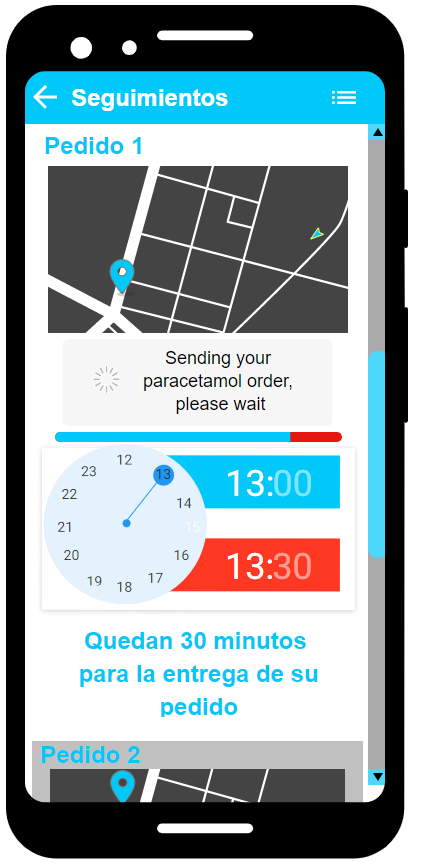 Seguimientos
Pedido 1
Sending your
paracetamol order,
please wait
12
23
13
22
14
21
15
20
16
19
17
18
13:00
13:30
Quedan 30 minutos
para la entrega de su
pedido
Pedido 2